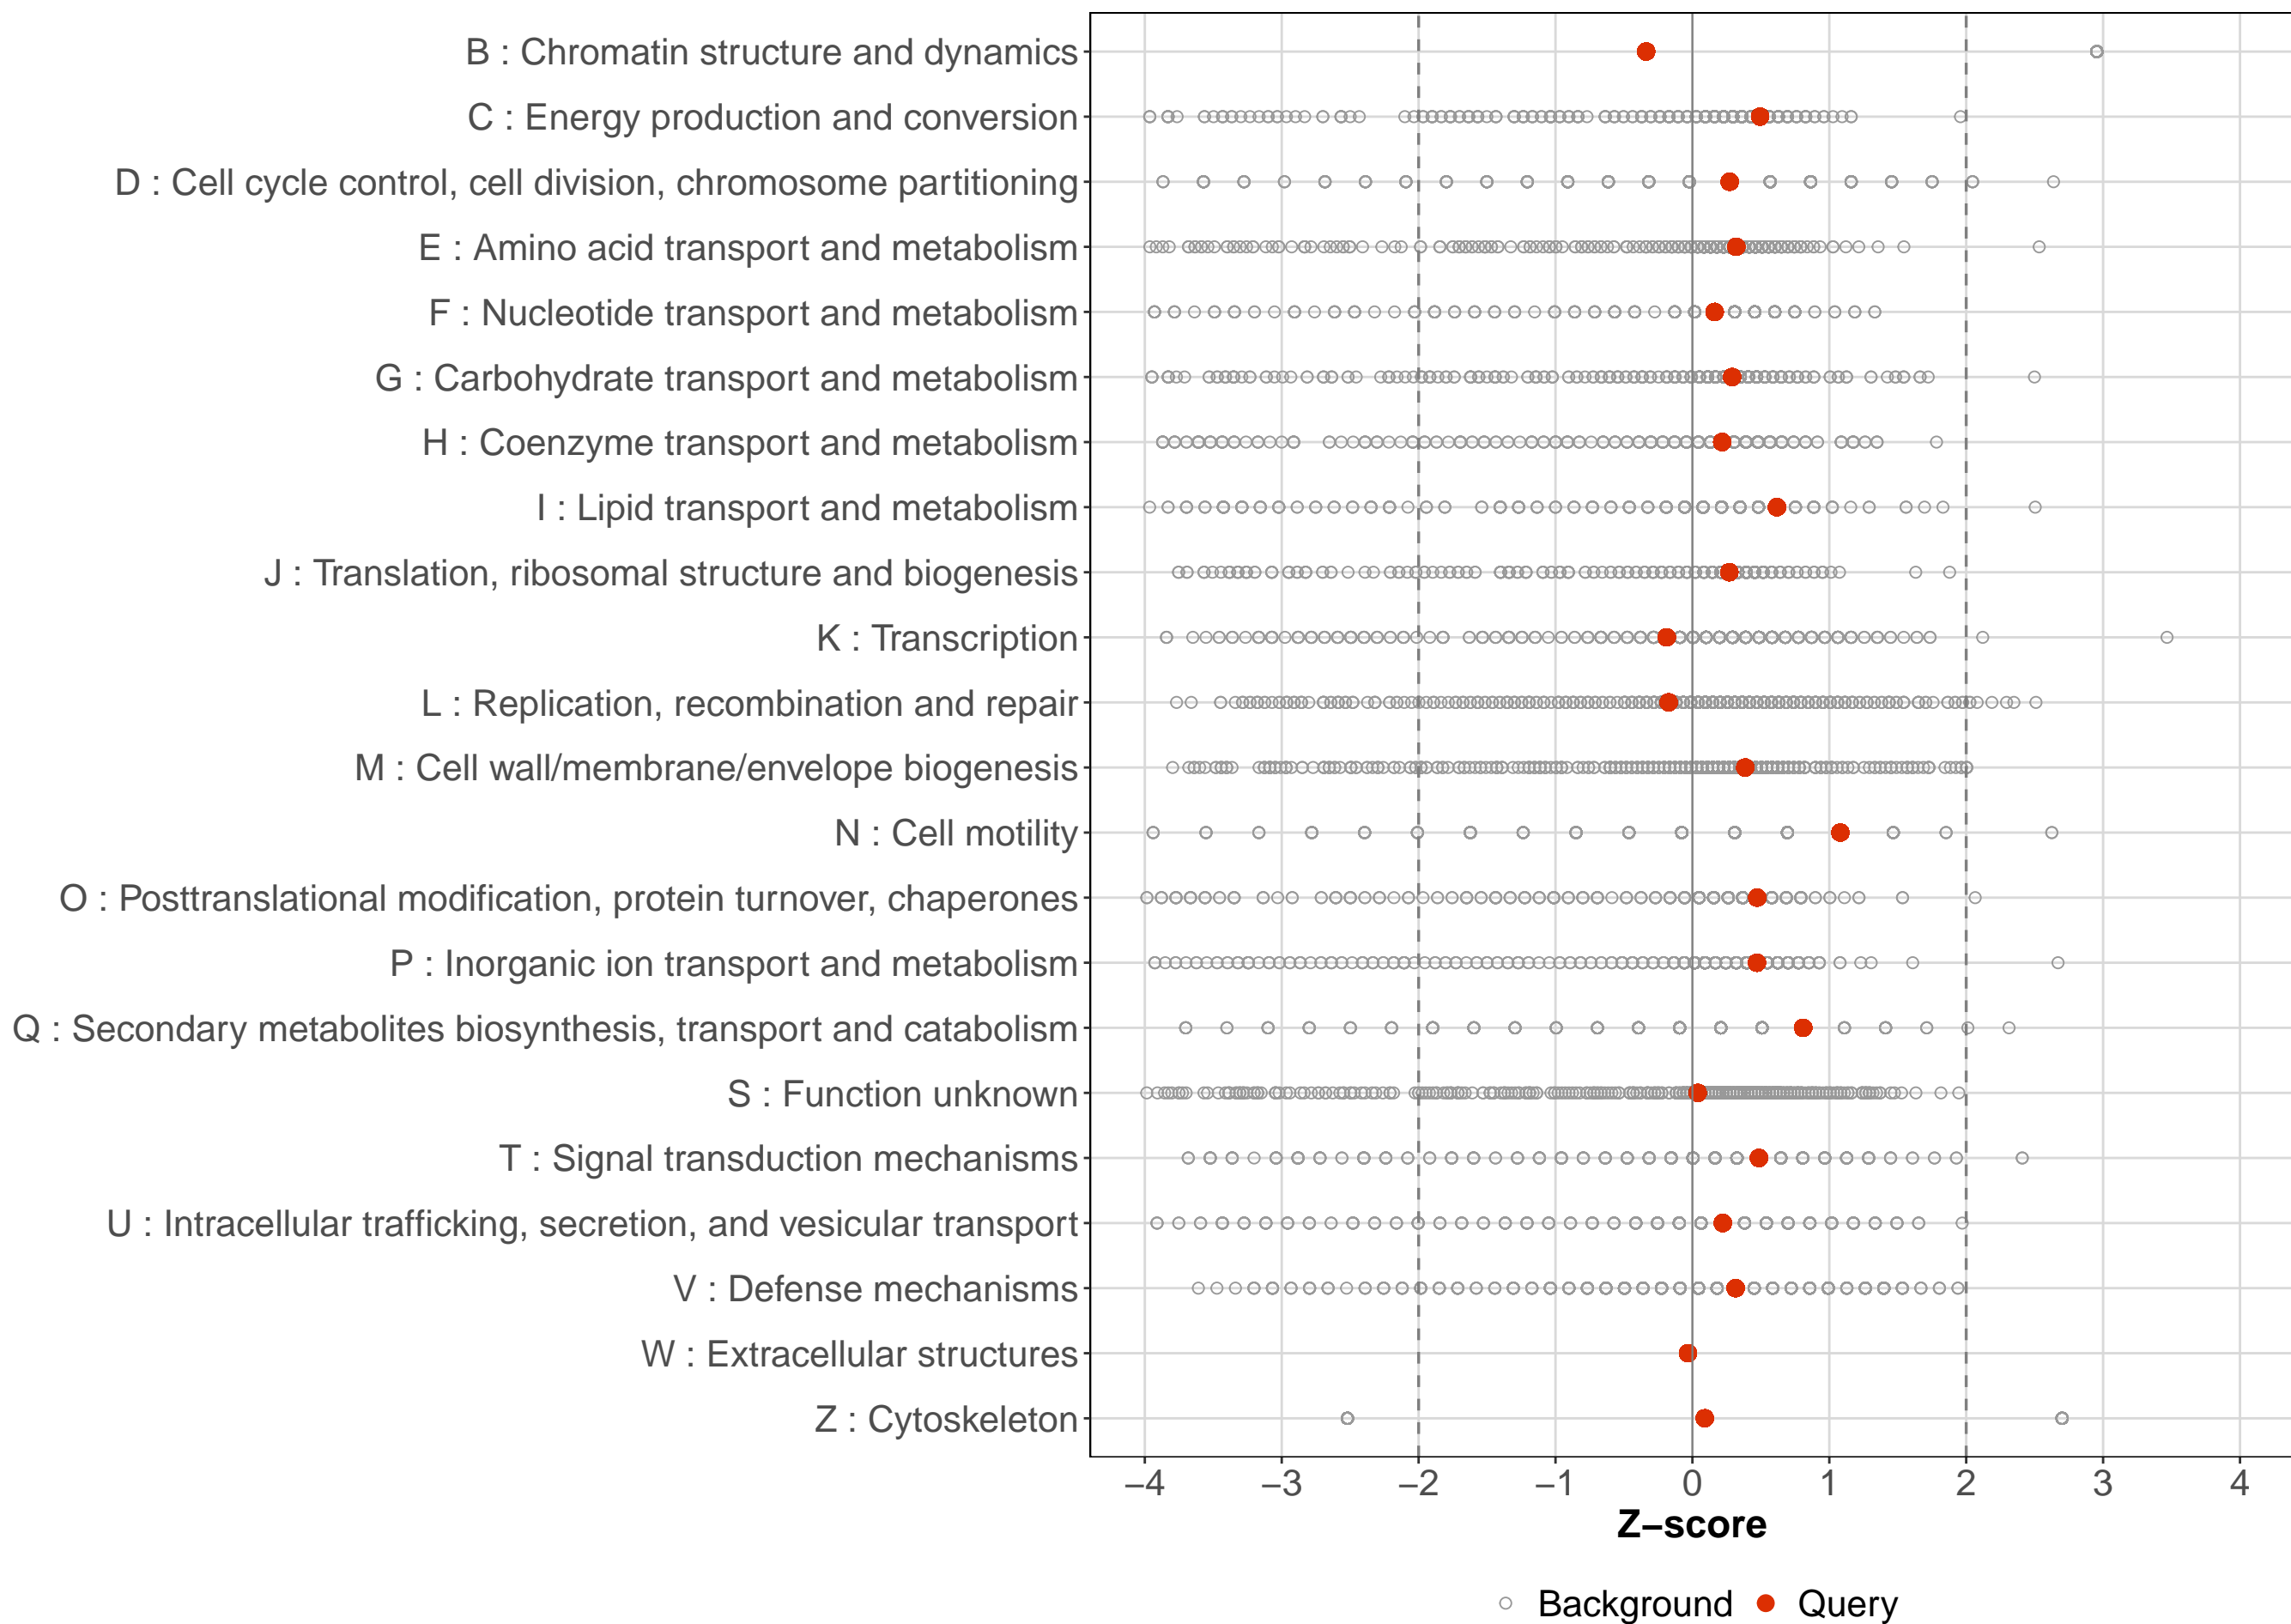 B : Chromatin structure and dynamics
C : Energy production and conversion
D : Cell cycle control, cell division, chromosome partitioning
E : Amino acid transport and metabolism
F : Nucleotide transport and metabolism
G : Carbohydrate transport and metabolism
H : Coenzyme transport and metabolism
I : Lipid transport and metabolism
J : Translation, ribosomal structure and biogenesis
K : Transcription
L : Replication, recombination and repair
M : Cell wall/membrane/envelope biogenesis
N : Cell motility
O : Posttranslational modification, protein turnover, chaperones
P : Inorganic ion transport and metabolism
Q : Secondary metabolites biosynthesis, transport and catabolism
S : Function unknown
T : Signal transduction mechanisms
U : Intracellular trafficking, secretion, and vesicular transport
V : Defense mechanisms
W : Extracellular structures
Z : Cytoskeleton
−4 −3 −2 −1 0 1 2 3 4
Z−score
Background Query